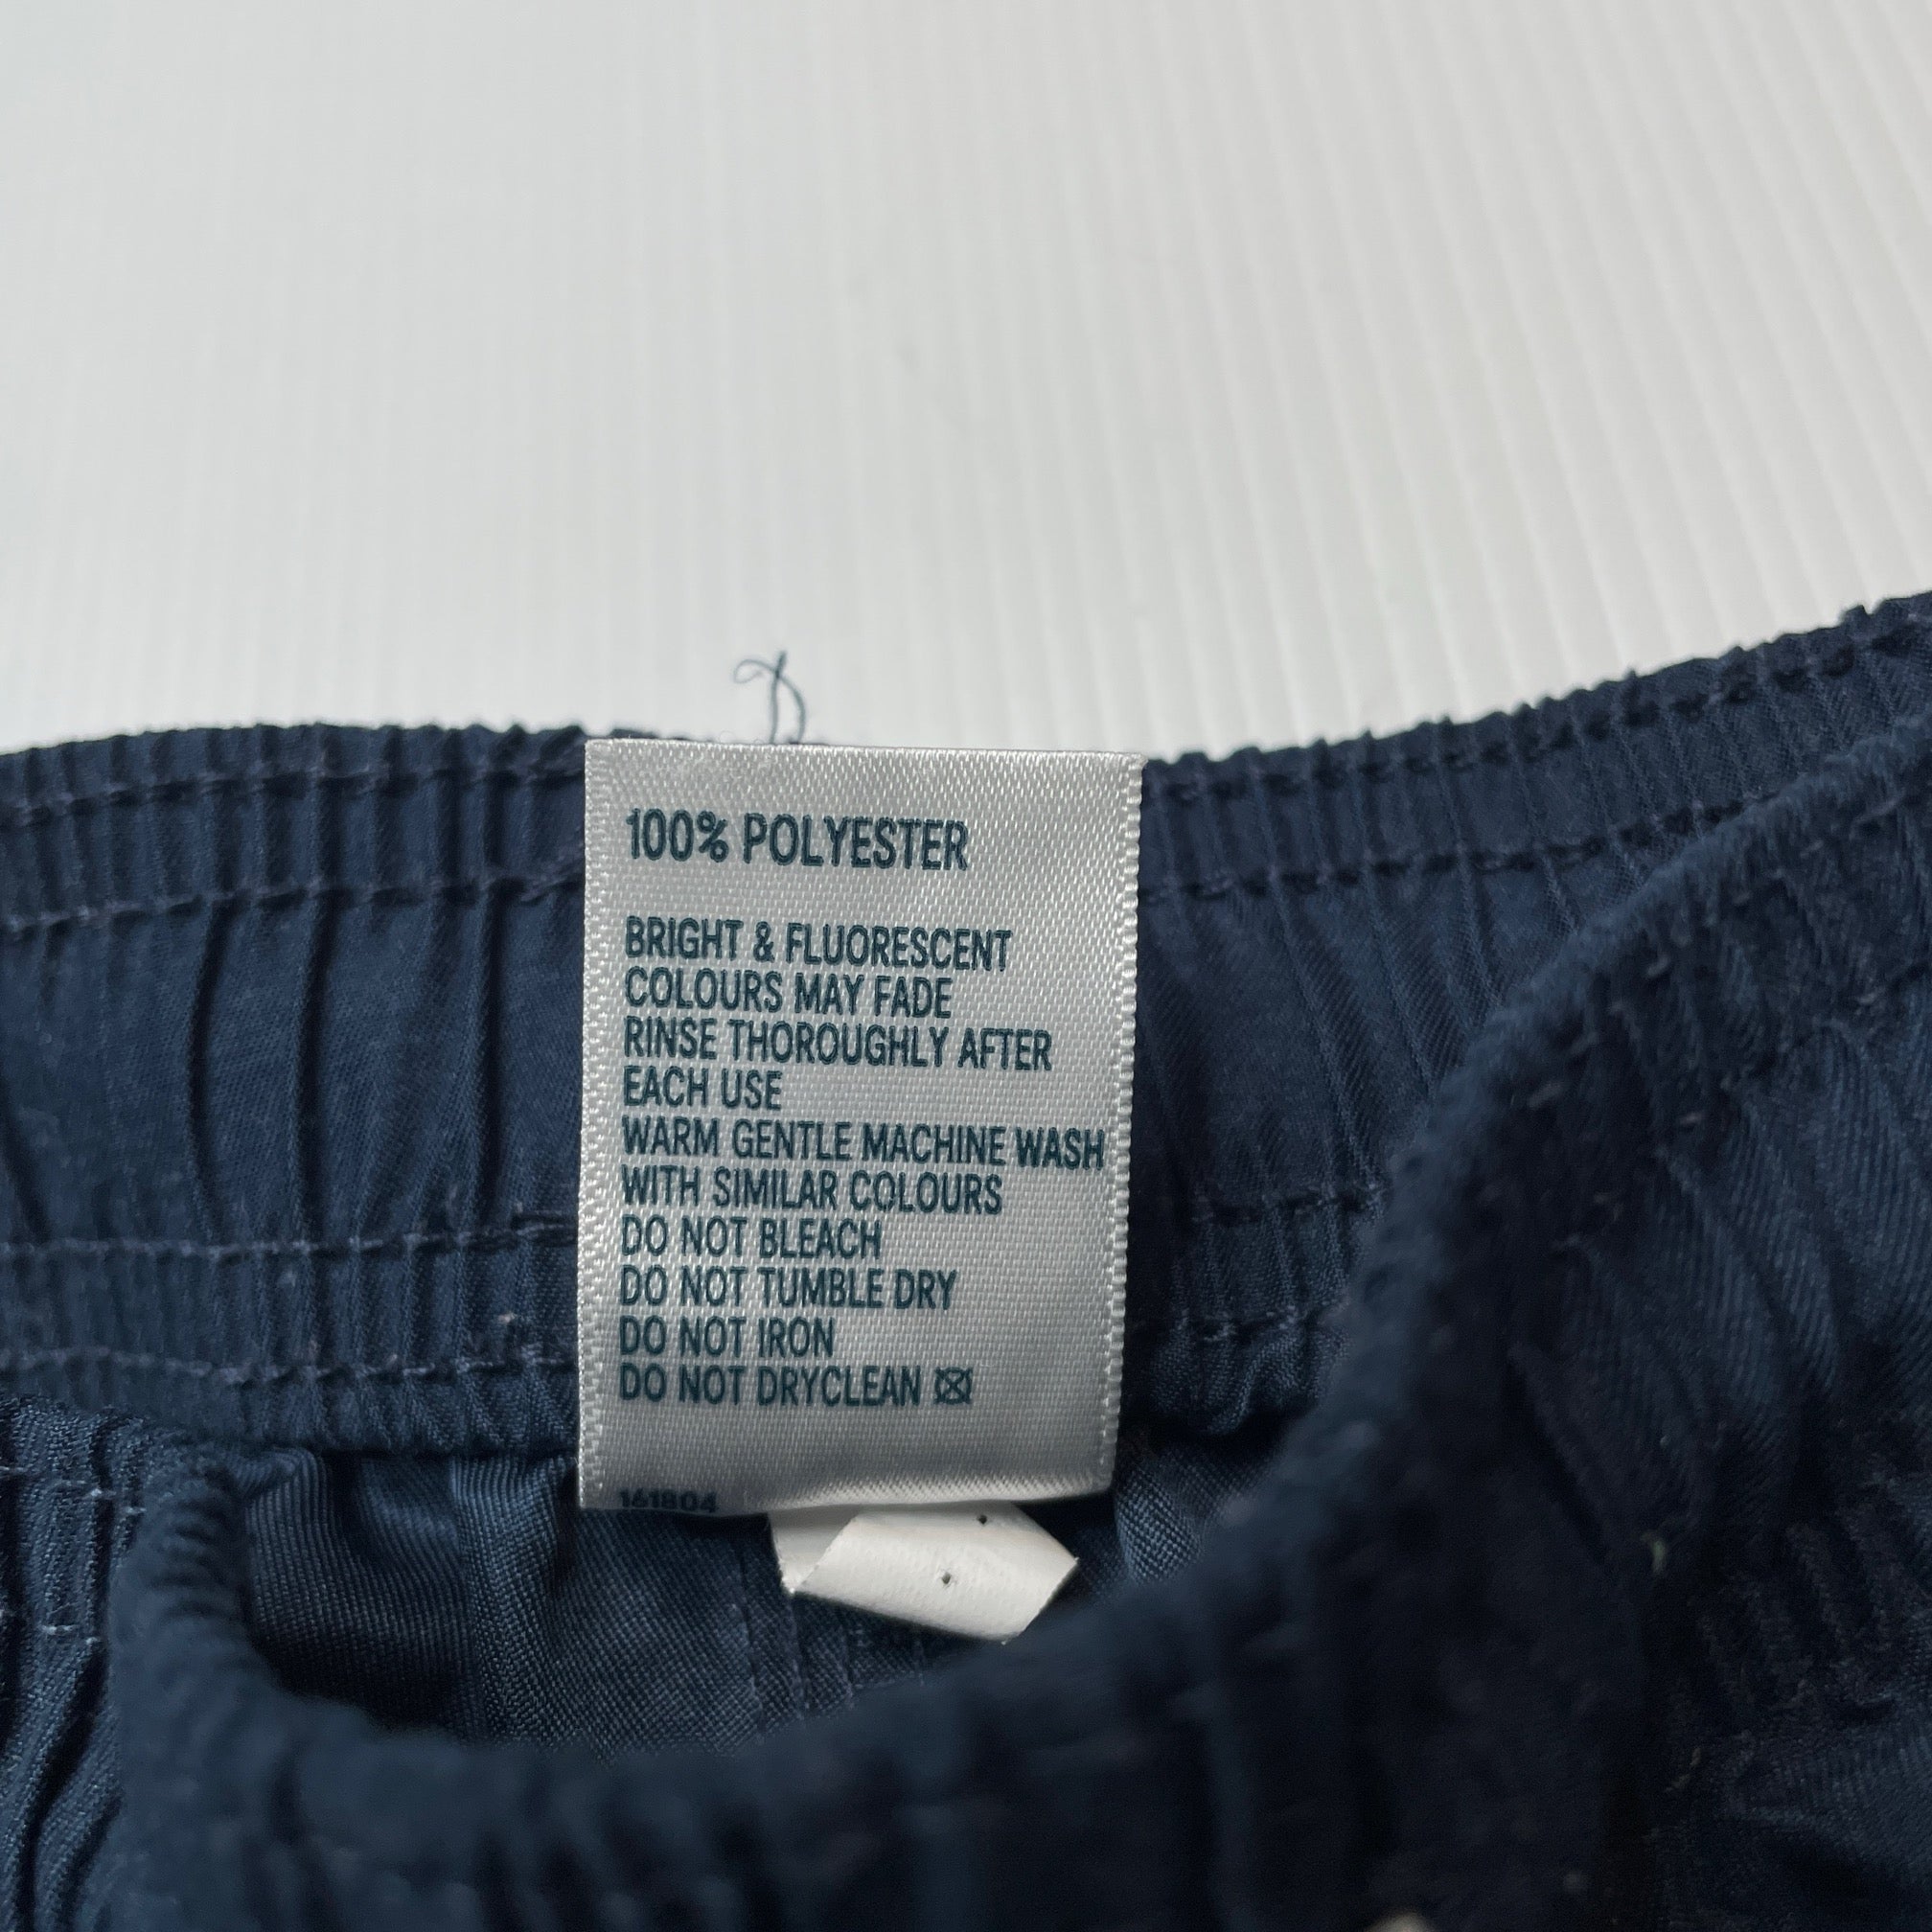 100% POLYESTER
BRIGHT & FLUORESCENT
COLOURS MAY FADE
RINSE THOROUGHLY AFTER
EACH USE
WARM GENTLE MACHINE WASH
WITH SIMILAR COLOURS
DO NOT BLEACH
DO NOT TUMBLE DRY
DO NOT IRON
DO NOT DRYCLEAN
161804